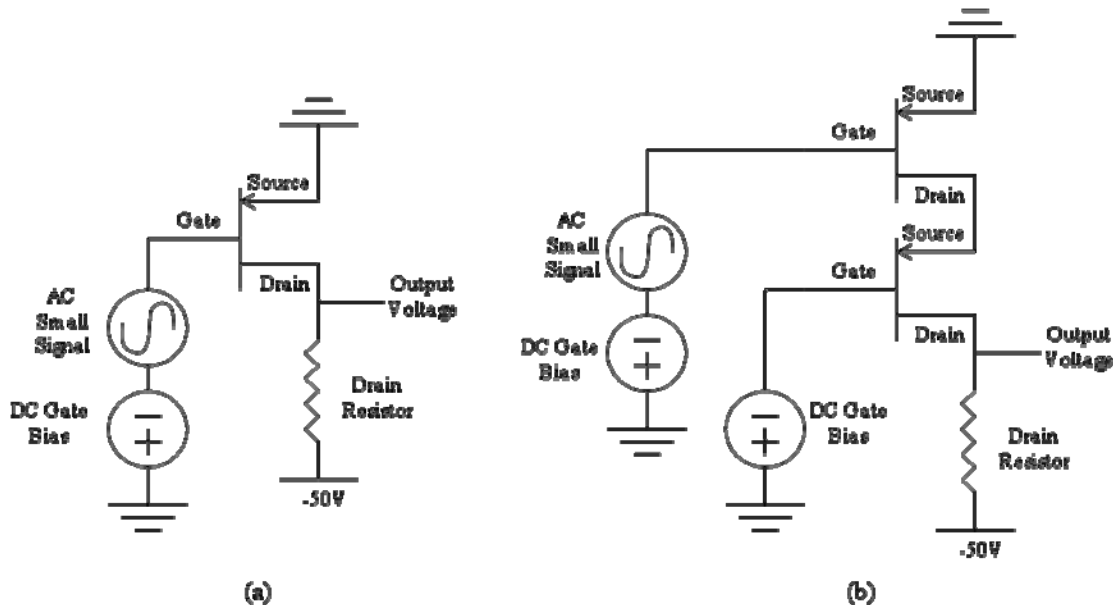 Source
Gate
Drain
AC
Small
Signal
DC Gate
Bias
Output
Voltage
Drain
Resistor
-50V
(a)
Source
Gate
Drain
Source
Gate
Drain
AC
Small
Signal
DC Gate
Bias
DC Gate
Bias
Output
Voltage
Drain
Resistor
-50V
(b)